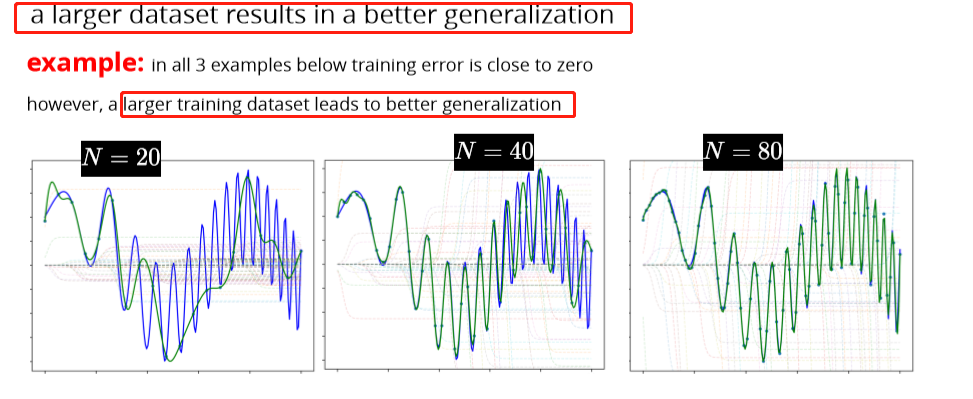 a larger dataset results in a better generalization
example: in all 3 examples below training error is close to zero
however, a larger training dataset leads to better generalization
N = 20
N = 40
N = 80